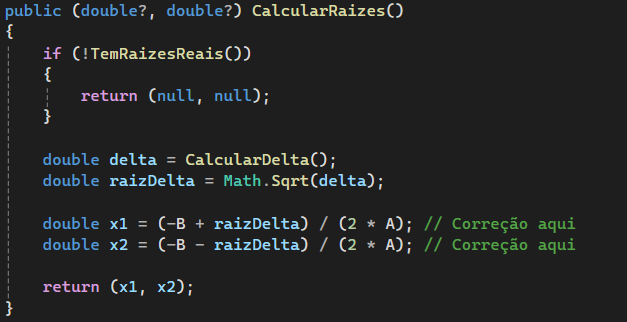 public (double?, double?) CalcularRaizes()
{
    if (!TemRaizesReais())
    {
        return (null, null);
    }

    double delta = CalcularDelta();
    double raizDelta = Math.Sqrt(delta);

    double x1 = (-B + raizDelta) / (2 * A); // Correção aqui
    double x2 = (-B - raizDelta) / (2 * A); // Correção aqui

    return (x1, x2);
}